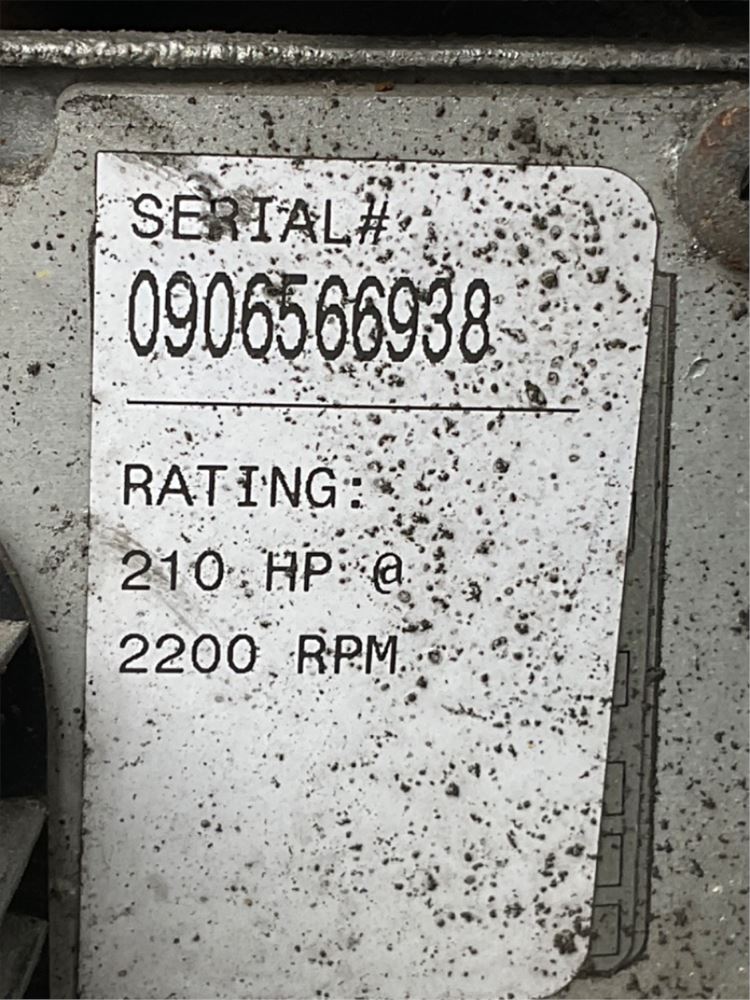 SERIAL#
0906566938
RATING:
210 HP @
2200 RPM